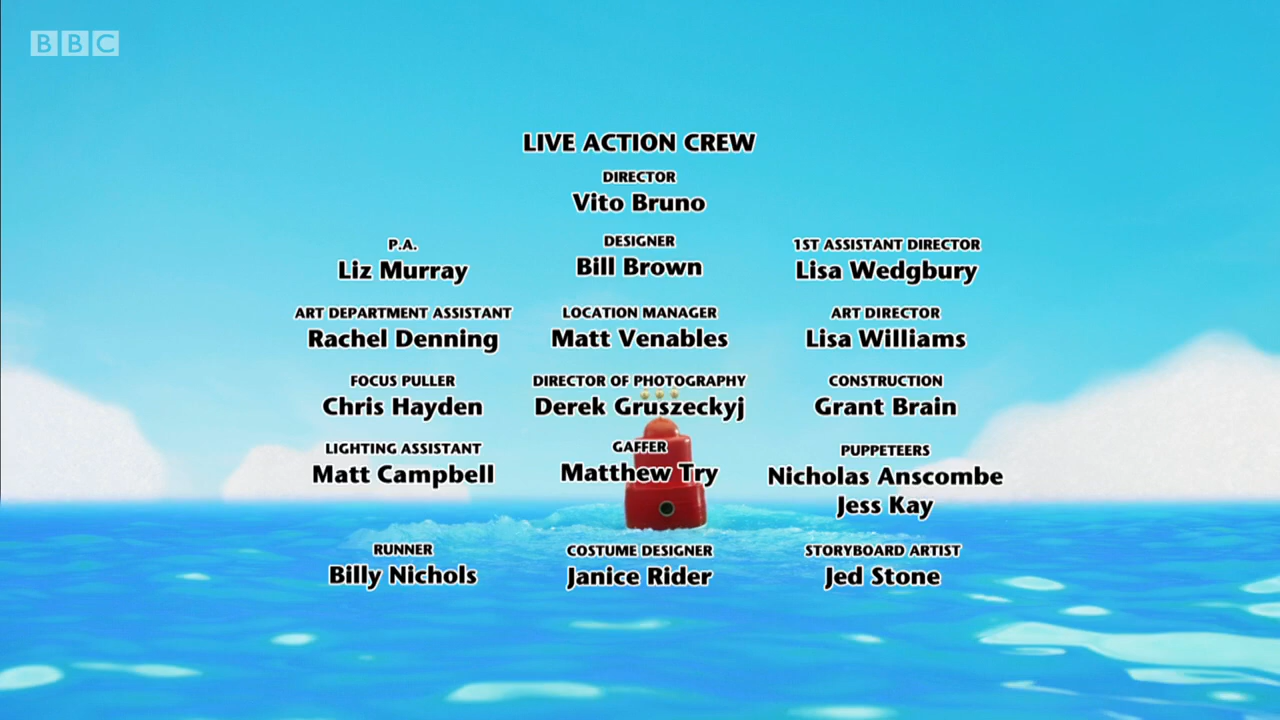 BBC
LIVE ACTION CREW
DIRECTOR
Vito Bruno
P.A.
Liz Murray
DESIGNER
Bill Brown
1ST ASSISTANT DIRECTOR
Lisa Wedgbury
ART DEPARTMENT ASSISTANT
Rachel Denning
LOCATION MANAGER
Matt Venables
ART DIRECTOR
Lisa Williams
FOCUS PULLER
Chris Hayden
DIRECTOR OF PHOTOGRAPHY
Derek Gruszeckyj
CONSTRUCTION
Grant Brain
LIGHTING ASSISTANT
Matt Campbell
GAFFER
Matthew Try
PUPPETEERS
Nicholas Anscombe
Jess Kay
RUNNER
Billy Nichols
COSTUME DESIGNER
Janice Rider
STORYBOARD ARTIST
Jed Stone